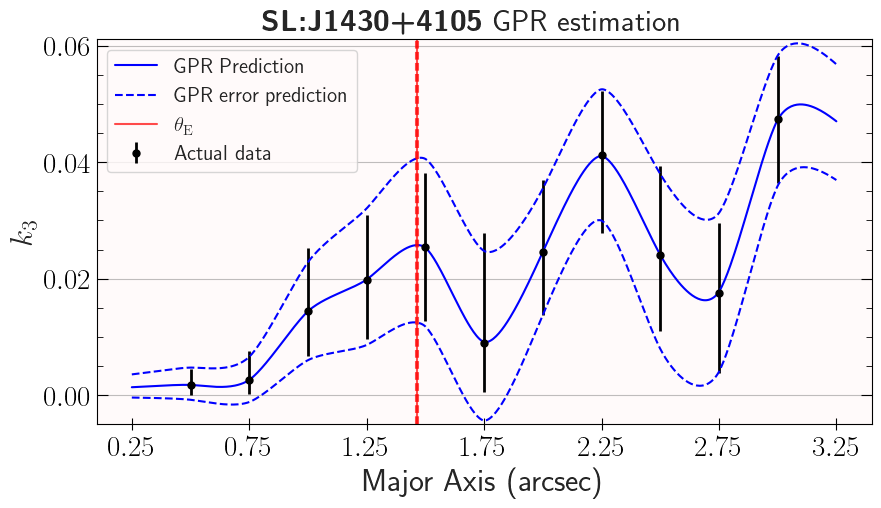 SL:J1430+4105 GPR estimation
0.06
0.04
0.02
0.00
k₃
GPR Prediction
GPR error prediction
θ_E
Actual data
0.25 0.75 1.25 1.75 2.25 2.75 3.25
Major Axis (arcsec)